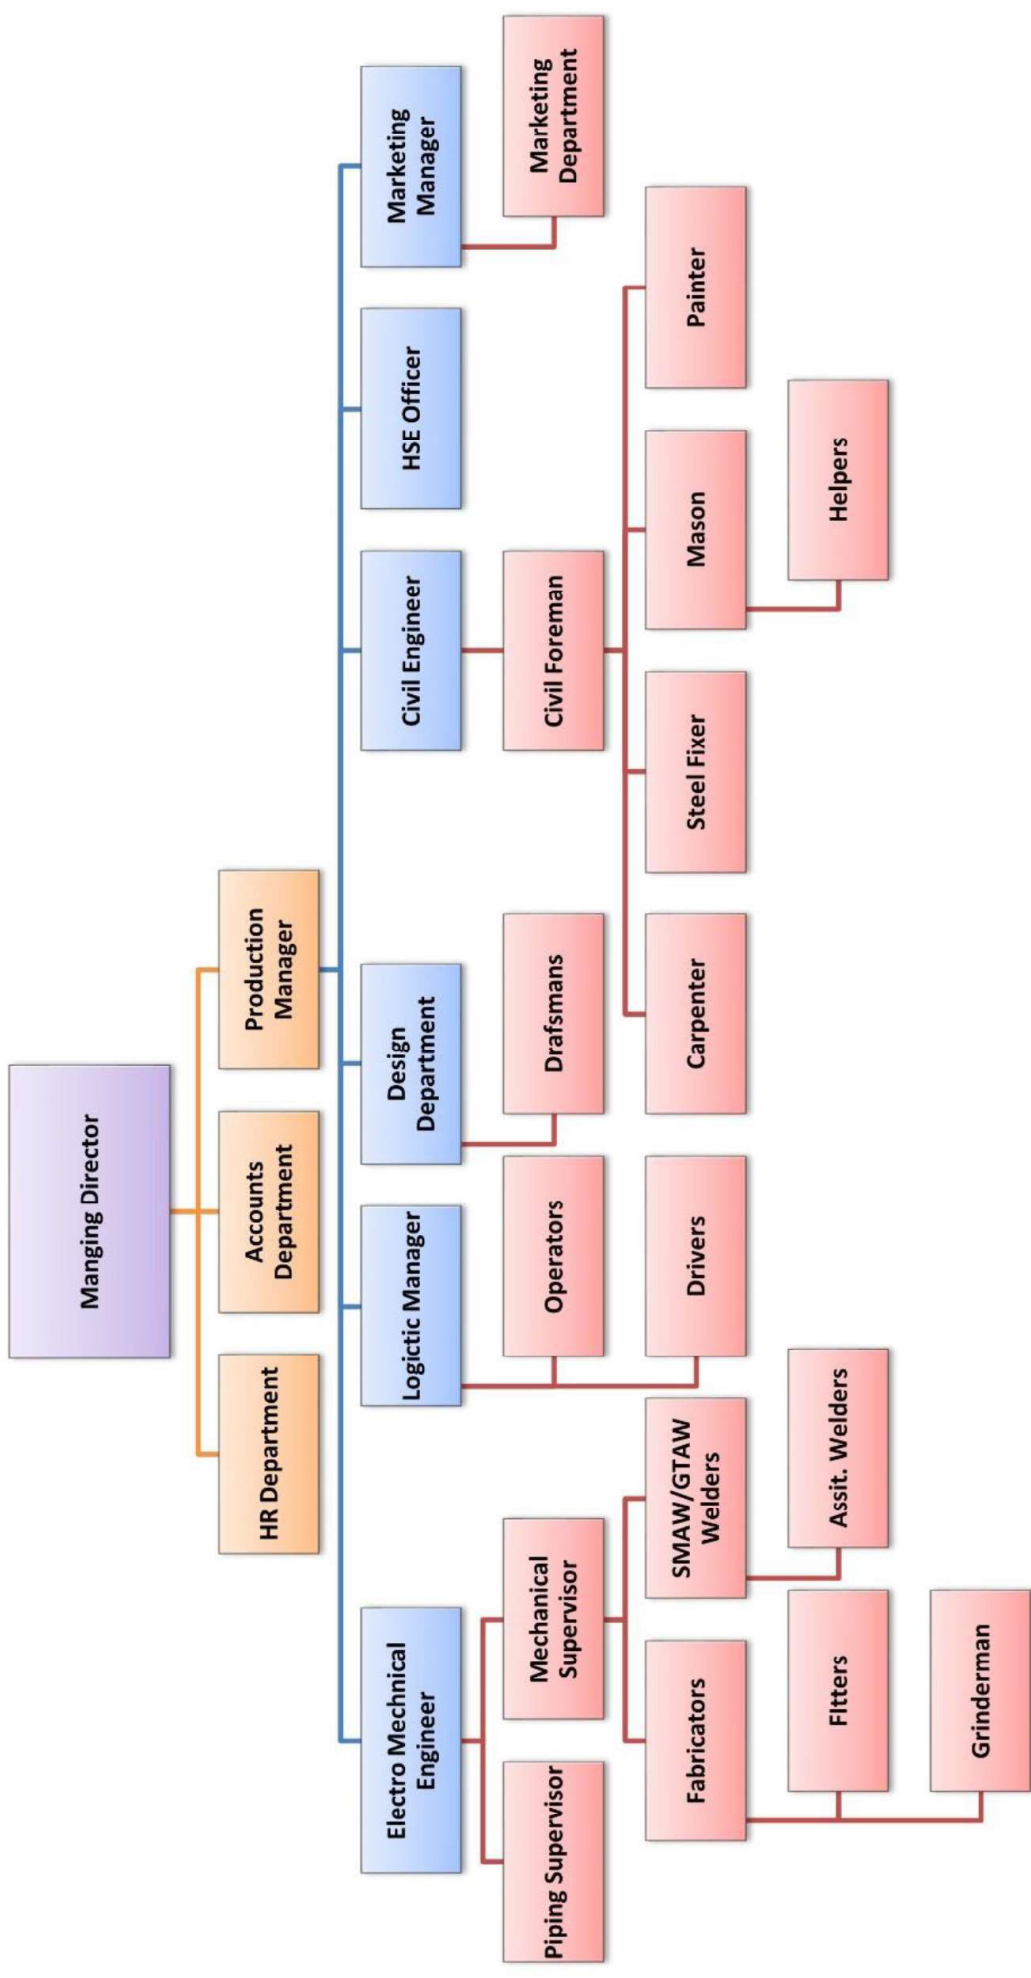 Manging Director
HR Department
Accounts
Department
Production
Manager
Electro Mechnical
Engineer
Logictic Manager
Design
Department
Civil Engineer
HSE Officer
Marketing
Manager
Piping Supervisor
Mechanical
Supervisor
Operators
Drafsmans
Civil Foreman
Marketing
Department
Fabricators
SMAW/GTAW
Welders
Drivers
Carpenter
Steel Fixer
Mason
Painter
FItters
Assit. Welders
Helpers
Grinderman